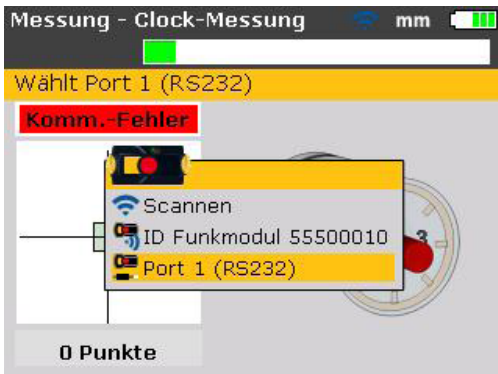 Messung - Clock-Messung mm
Wählt Port 1 (RS232)
Komm.-Fehler
Scannen
ID Funkmodul 55500010
3
Port 1 (RS232)
0 Punkte